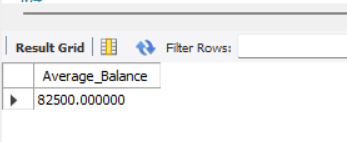 Result Grid Filter Rows:
Average_Balance
82500.000000